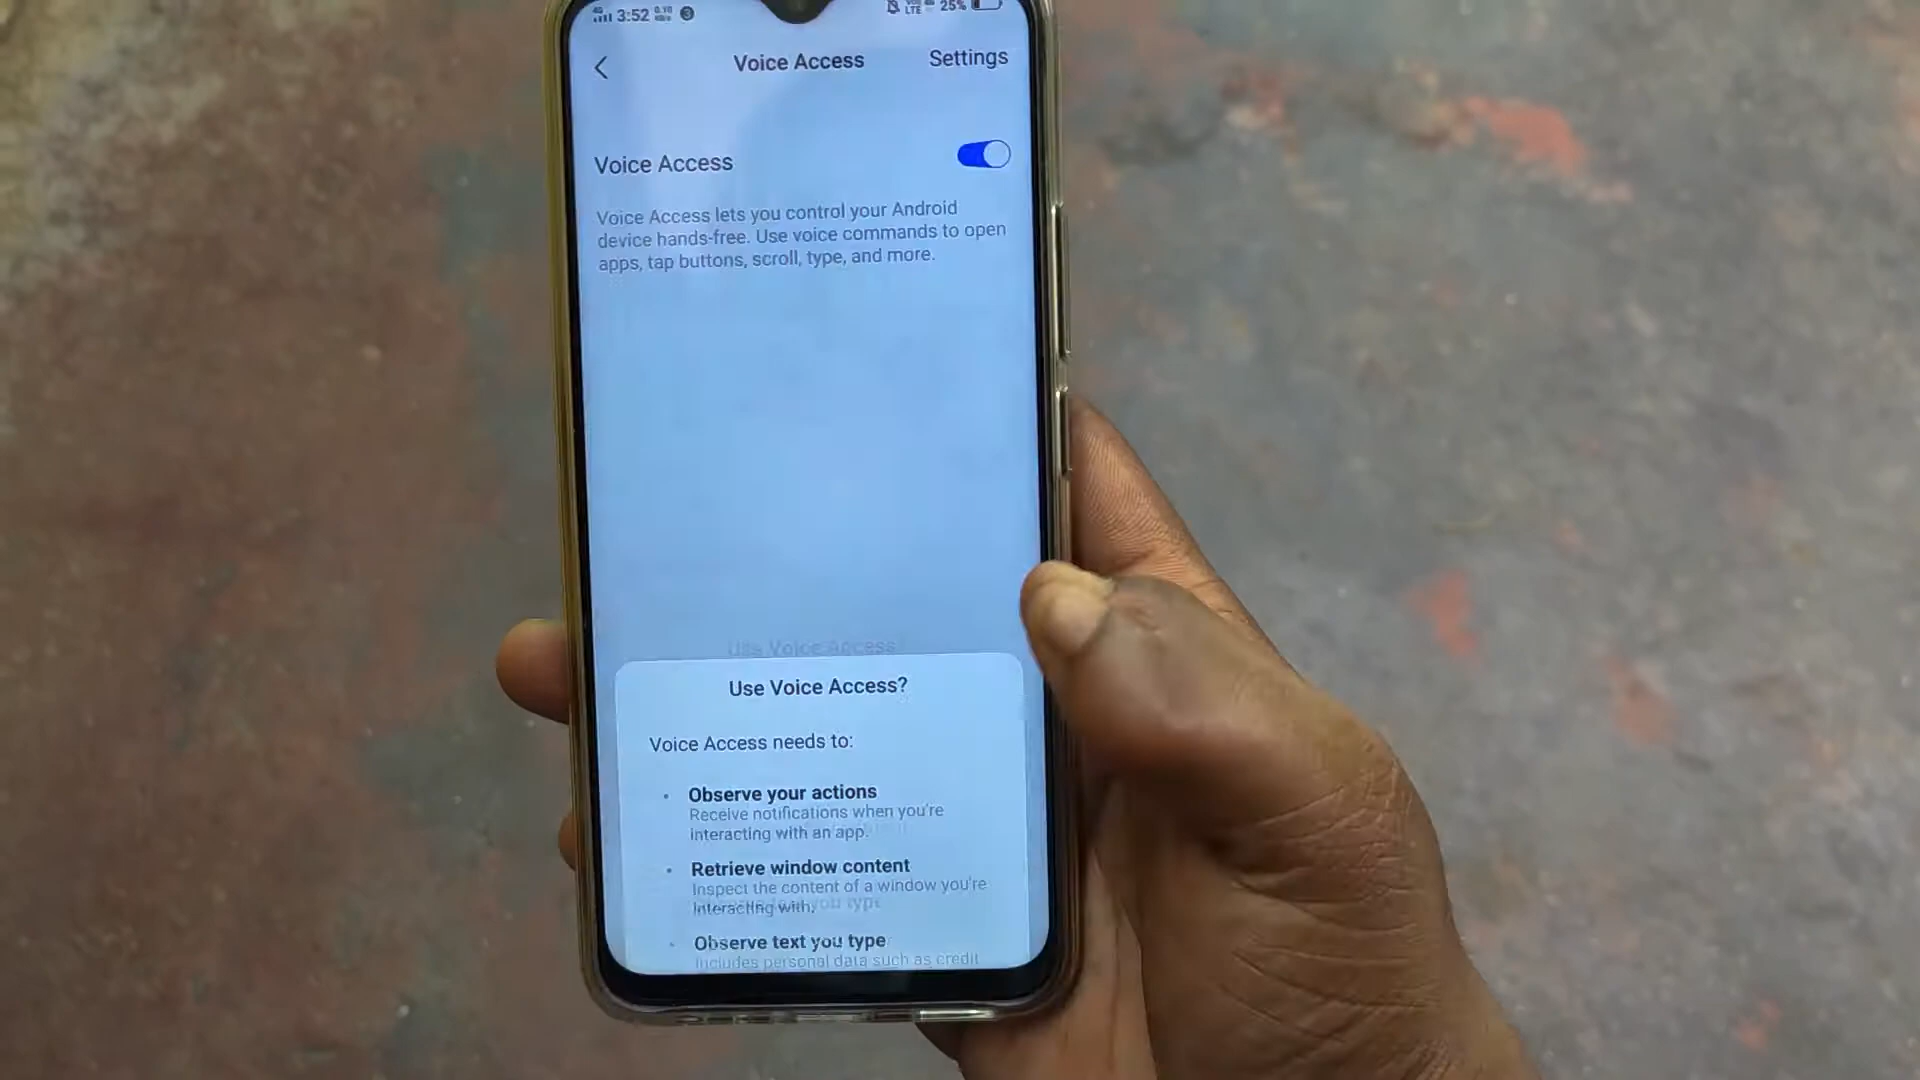 3:52
25%
Voice Access
Settings
Voice Access
Voice Access lets you control your Android
device hands-free. Use voice commands to open
apps, tap buttons, scroll, type, and more.
Use Voice Access
Use Voice Access?
Voice Access needs to:
Observe your actions
Receive notifications when you're
interacting with an app.
Retrieve window content
Inspect the content of a window you're
interacting with.
Observe text you type
Includes personal data such as credit